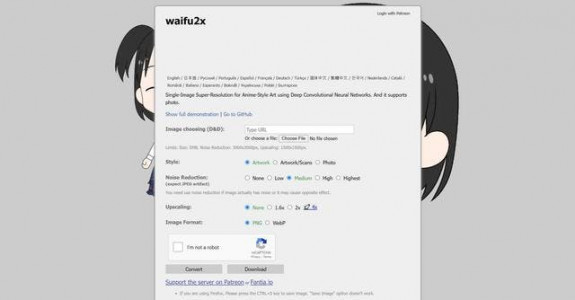 Login with Patreon
waifu2x
English / 日本語 / Русский / Português / Español / Français / Deutsch / Türkçe / 简体中文 / 繁體中文 / 한국어 / Nederlands / Català /
Română / Italiano / Esperanto / Bokmål / Українська / Polski / Български
Single-Image Super-Resolution for Anime-Style Art using Deep Convolutional Neural Networks. And it supports
photo.
Show full demonstration | Go to GitHub
Image choosing (D&D): Type URL
Or choose a file: Choose File No file chosen
Limits: Size: 5MB, Noise Reduction: Upscaling:
Style: Artwork Artwork/Scans Photo
Noise Reduction: None Low Medium High Highest
(expect JPEG artifact)
You need use noise reduction if image actually has noise or it may cause opposite effect.
Upscaling: None 1.6x 2x 4x
Image Format: PNG WebP
I'm not a robot
reCAPTCHA
Privacy - Terms
Convert Download
Support the server on Patreon or Fantia.jp
If you are using Firefox, Please press the CTRL+S key to save image. "Save Image" option doesn't work.